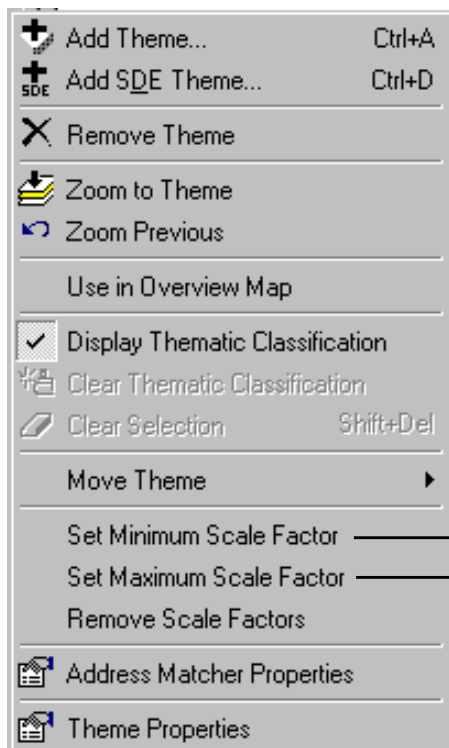 Add Theme... Ctrl+A
SDE Add SDE Theme... Ctrl+D
Remove Theme
Zoom to Theme
Zoom Previous
Use in Overview Map
Display Thematic Classification
Clear Thematic Classification
Clear Selection Shift+Del
Move Theme
Set Minimum Scale Factor
Set Maximum Scale Factor
Remove Scale Factors
Address Matcher Properties
Theme Properties